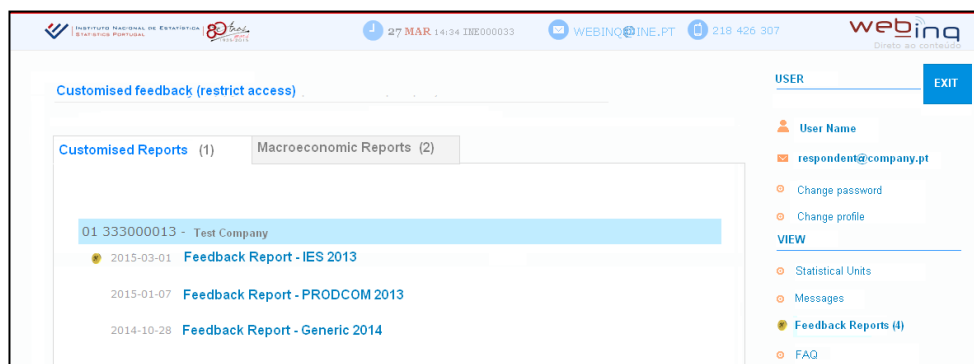 INSTITUTO NACIONAL DE ESTATÍSTICA
STATISTICS PORTUGAL
80
27 MAR 14:34 INE000033
WEBINQ@INE.PT
218 426 307
webinq
Direto ao conteúdo
Customised feedback (restrict access)
Customised Reports (1)
Macroeconomic Reports (2)
01 333000013 - Test Company
2015-03-01 Feedback Report - IES 2013
2015-01-07 Feedback Report - PRODCOM 2013
2014-10-28 Feedback Report - Generic 2014
USER
EXIT
User Name
respondent@company.pt
Change password
Change profile
VIEW
Statistical Units
Messages
Feedback Reports (4)
FAQ